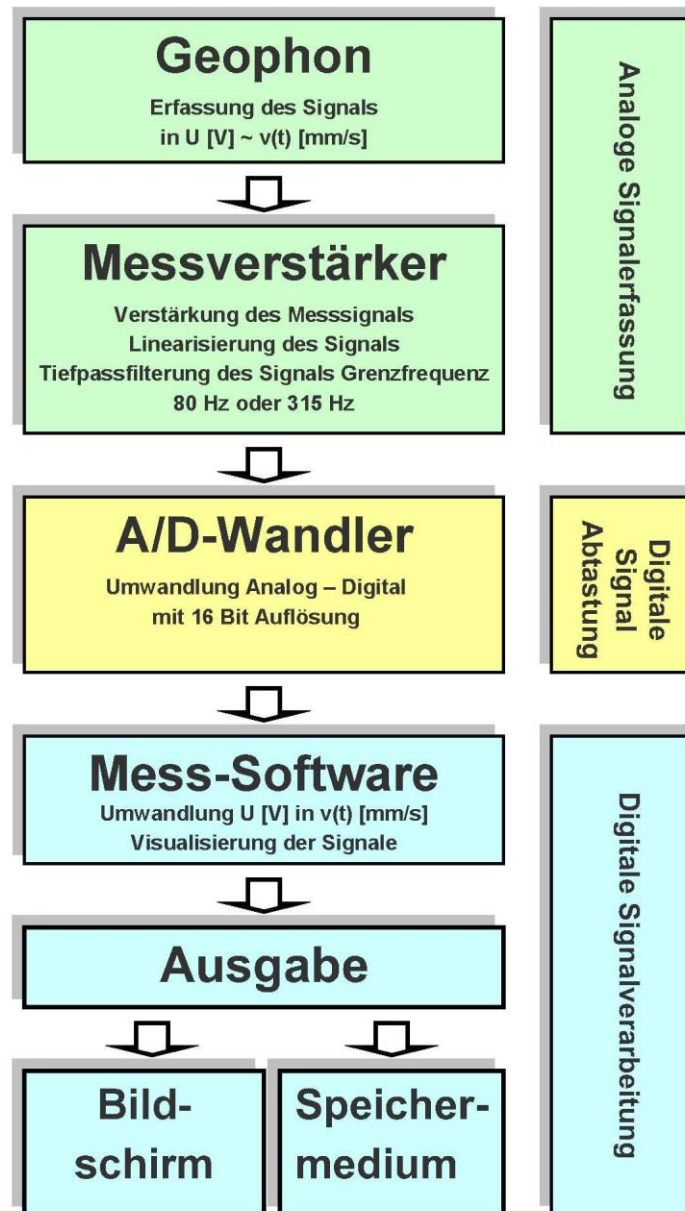 Geophon
Erfassung des Signals
in U [V] ~ v(t) [mm/s]
Messverstärker
Verstärkung des Messsignals
Linearisierung des Signals
Tiefpassfilterung des Signals Grenzfrequenz
80 Hz oder 315 Hz
Analoge Signalerfassung
A/D-Wandler
Umwandlung Analog – Digital
mit 16 Bit Auflösung
Digitale
Signal
Abtastung
Mess-Software
Umwandlung U [V] in v(t) [mm/s]
Visualisierung der Signale
Ausgabe
Bild-
schirm
Speicher-
medium
Digitale Signalverarbeitung